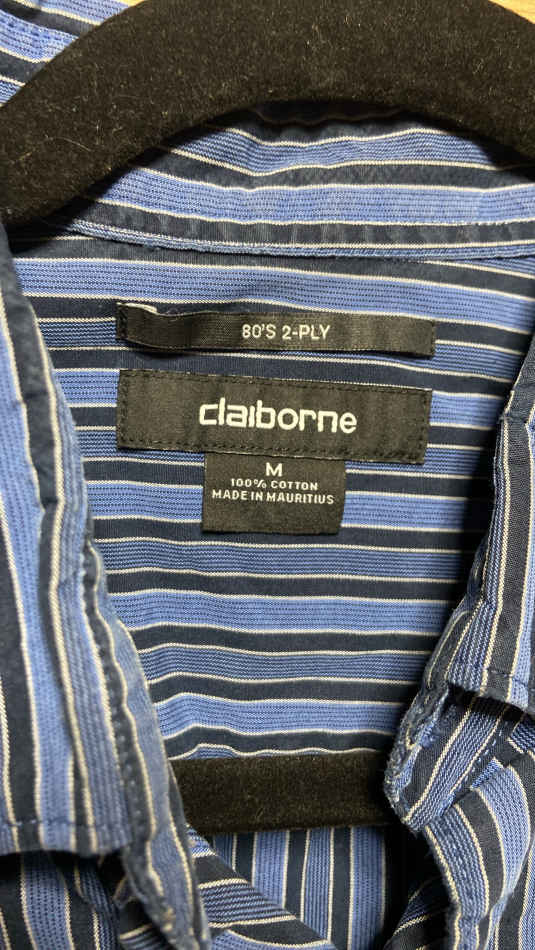 80'S 2-PLY
claiborne
M
100% COTTON
MADE IN MAURITIUS